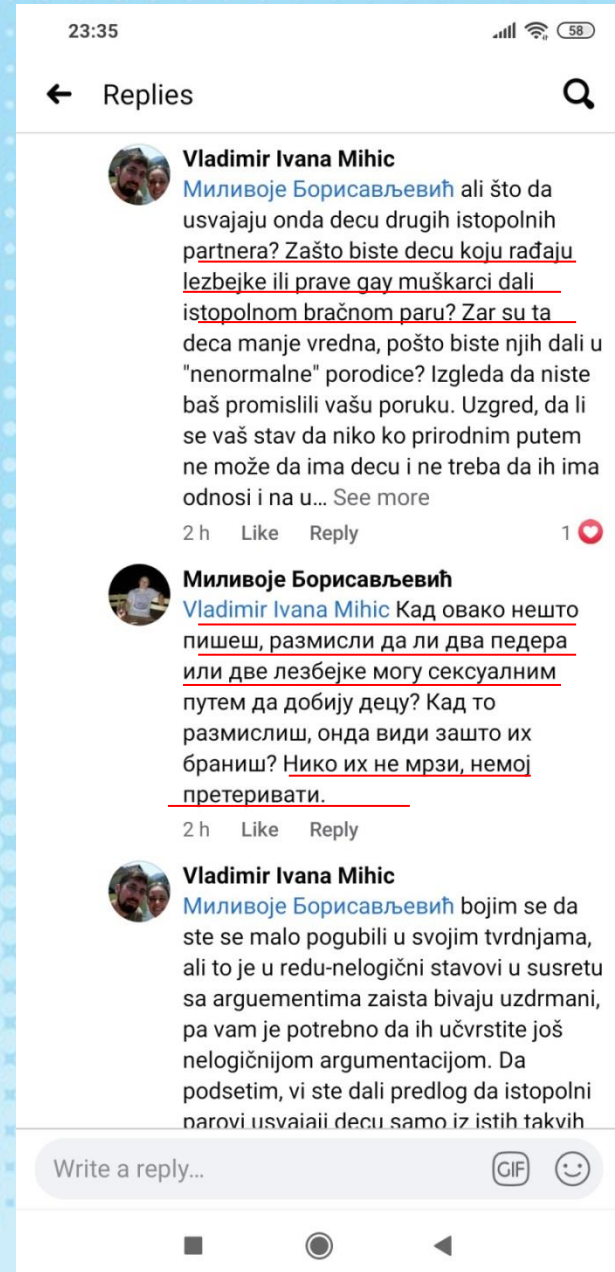 23:35
58
Replies
Vladimir Ivana Mihic
Миливоје Борисављевић ali što da
usvajaju onda decu drugih istopolnih
partnera? Zašto biste decu koju rađaju
lezbejke ili prave gay muškarci dali
istopolnom bračnom paru? Zar su ta
deca manje vredna, pošto biste njih dali u
"nenormalne" porodice? Izgleda da niste
baš promislili vašu poruku. Uzgred, da li
se vaš stav da niko ko prirodnim putem
ne može da ima decu i ne treba da ih ima
odnosi i na u... See more
2 h Like Reply 1
Миливоје Борисављевић
Vladimir Ivana Mihic Кад овако нешто
пишеш, размисли да ли два педера
или две лезбејке могу сексуалним
путем да добију децу? Кад то
размислиш, онда види зашто их
браниш? Нико их не мрзи, немој
претеривати.
2 h Like Reply
Vladimir Ivana Mihic
Миливоје Борисављевић bojim se da
ste se malo pogubili u svojim tvrdnjama,
ali to je u redu-nelogični stavovi u susretu
sa arguementima zaista bivaju uzdrmani,
pa vam je potrebno da ih učvrstite još
nelogičnijom argumentacijom. Da
podsetim, vi ste dali predlog da istopolni
parovi usvajaji decu samo iz istih takvih
Write a reply...
GIF